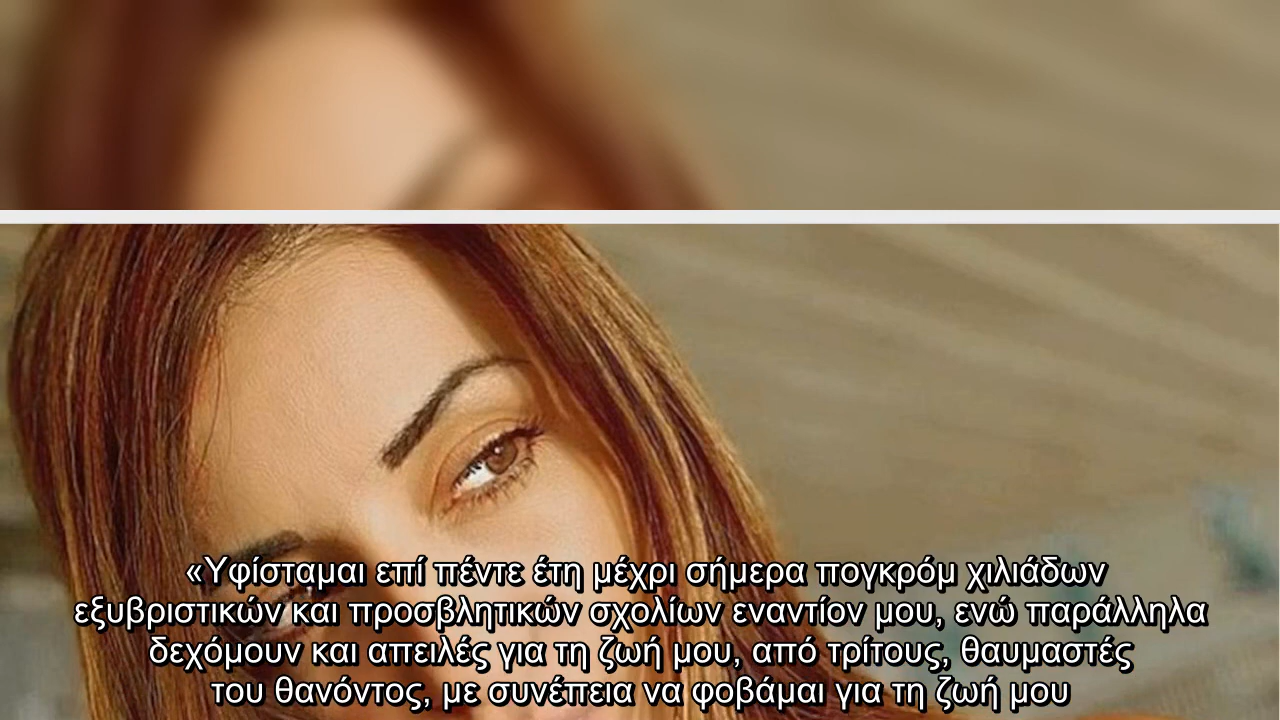 «Υφίσταμαι επί πέντε έτη μέχρι σήμερα πογκρόμ χιλιάδων
εξυβριστικών και προσβλητικών σχολίων εναντίον μου, ενώ παράλληλα
δεχόμουν και απειλές για τη ζωή μου, από τρίτους, θαυμαστές
του θανόντος, με συνέπεια να φοβάμαι για τη ζωή μου